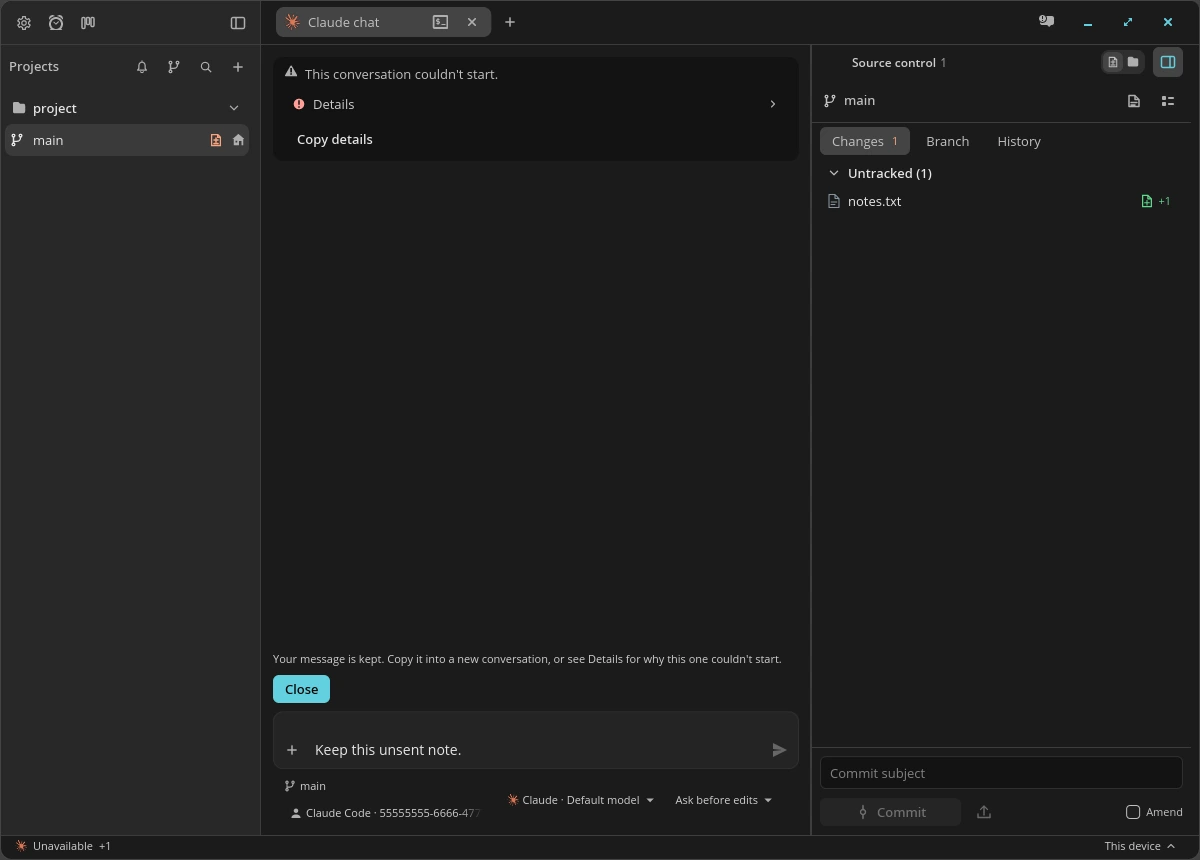 Claude chat
Projects
project
main
This conversation couldn't start.
Details
Copy details
Your message is kept. Copy it into a new conversation, or see Details for why this one couldn't start.
Close
Keep this unsent note.
main
Claude · Default model
Ask before edits
Claude Code · 55555555-6666-477
Source control 1
main
Changes 1
Branch
History
Untracked (1)
notes.txt
+1
Commit subject
Commit
Amend
Unavailable +1
This device